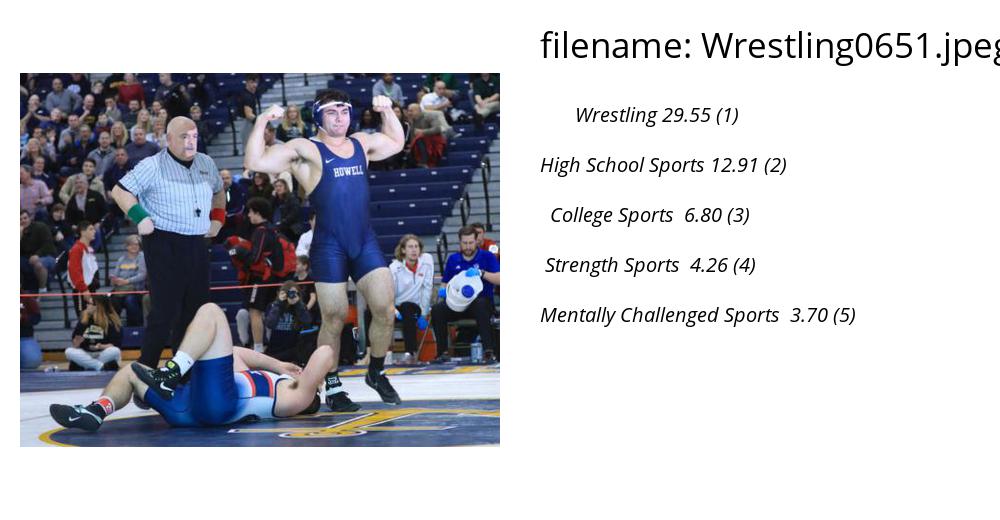 filename: Wrestling0651.jpeg
Wrestling 29.55 (1)
High School Sports 12.91 (2)
College Sports 6.80 (3)
Strength Sports 4.26 (4)
Mentally Challenged Sports 3.70 (5)
HOWELL